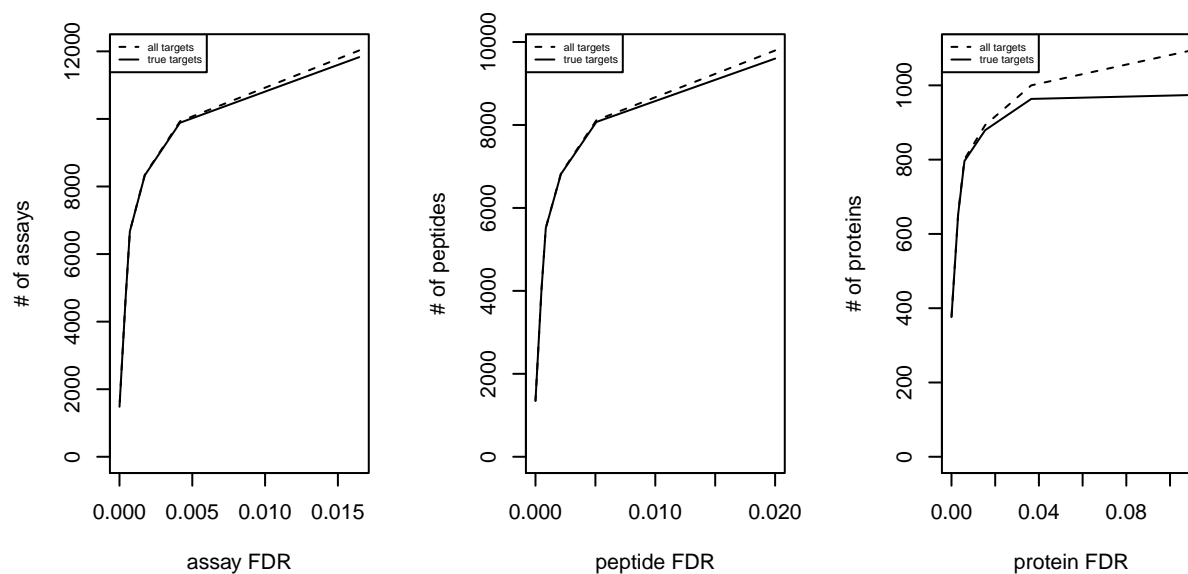 all targets
true targets
# of assays
0 2000 4000 6000 8000 12000
0.000 0.005 0.010 0.015
assay FDR
all targets
true targets
# of peptides
0 2000 4000 6000 8000 10000
0.000 0.010 0.020
peptide FDR
all targets
true targets
# of proteins
0 200 400 600 800 1000
0.00 0.04 0.08
protein FDR